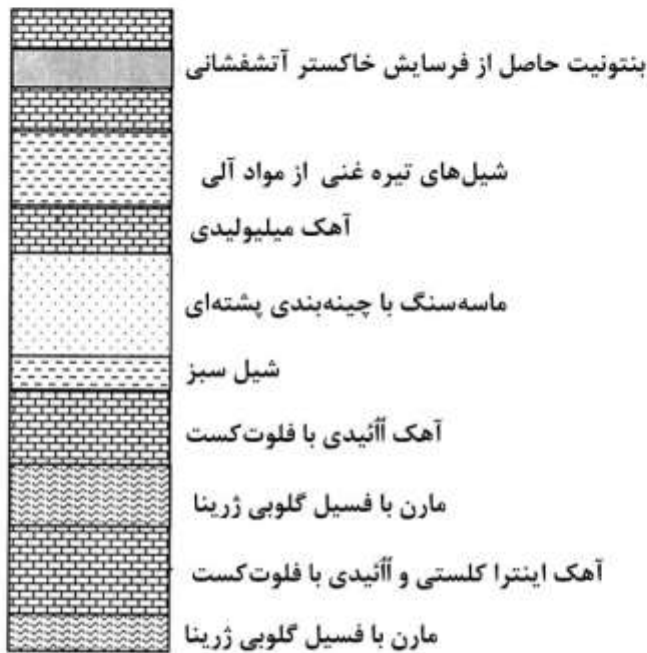 بنتونیت حاصل از فرسایش خاکستر آتشفشانی
شیل‌های تیره غنی از مواد آلی
آهک میلیولیدی
ماسه‌سنگ با چینه‌بندی پشته‌ای
شیل سبز
آهک اُائیدی با فلوت‌کست
مارن با فسیل گلوبی ژرینا
آهک اینترا کلستی و اُائیدی با فلوت‌کست
مارن با فسیل گلوبی ژرینا